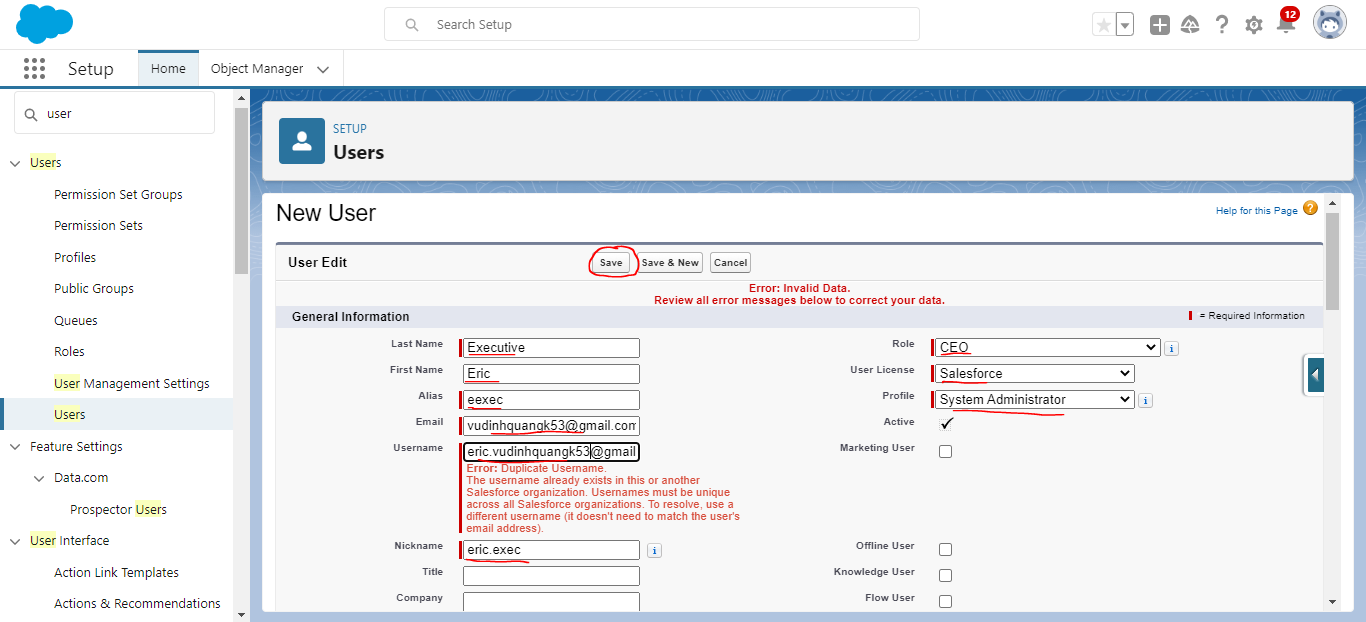 Search Setup
12
Setup
Home
Object Manager
user
Users
Permission Set Groups
Permission Sets
Profiles
Public Groups
Queues
Roles
User Management Settings
Users
Feature Settings
Data.com
Prospector Users
User Interface
Action Link Templates
Actions & Recommendations
SETUP
Users
New User
Help for this Page ?
User Edit
Save
Save & New
Cancel
Error: Invalid Data.
Review all error messages below to correct your data.
General Information
= Required Information
Last Name Executive
First Name Eric
Alias eexec
Email vudinhquangk53@gmail.com
Username eric.vudinhquangk53@gmail
Error: Duplicate Username.
The username already exists in this or another
Salesforce organization. Usernames must be unique
across all Salesforce organizations. To resolve, use a
different username (it doesn't need to match the user's
email address).
Nickname eric.exec i
Title
Company
Role CEO i
User License Salesforce
Profile System Administrator i
Active
Marketing User
Offline User
Knowledge User
Flow User